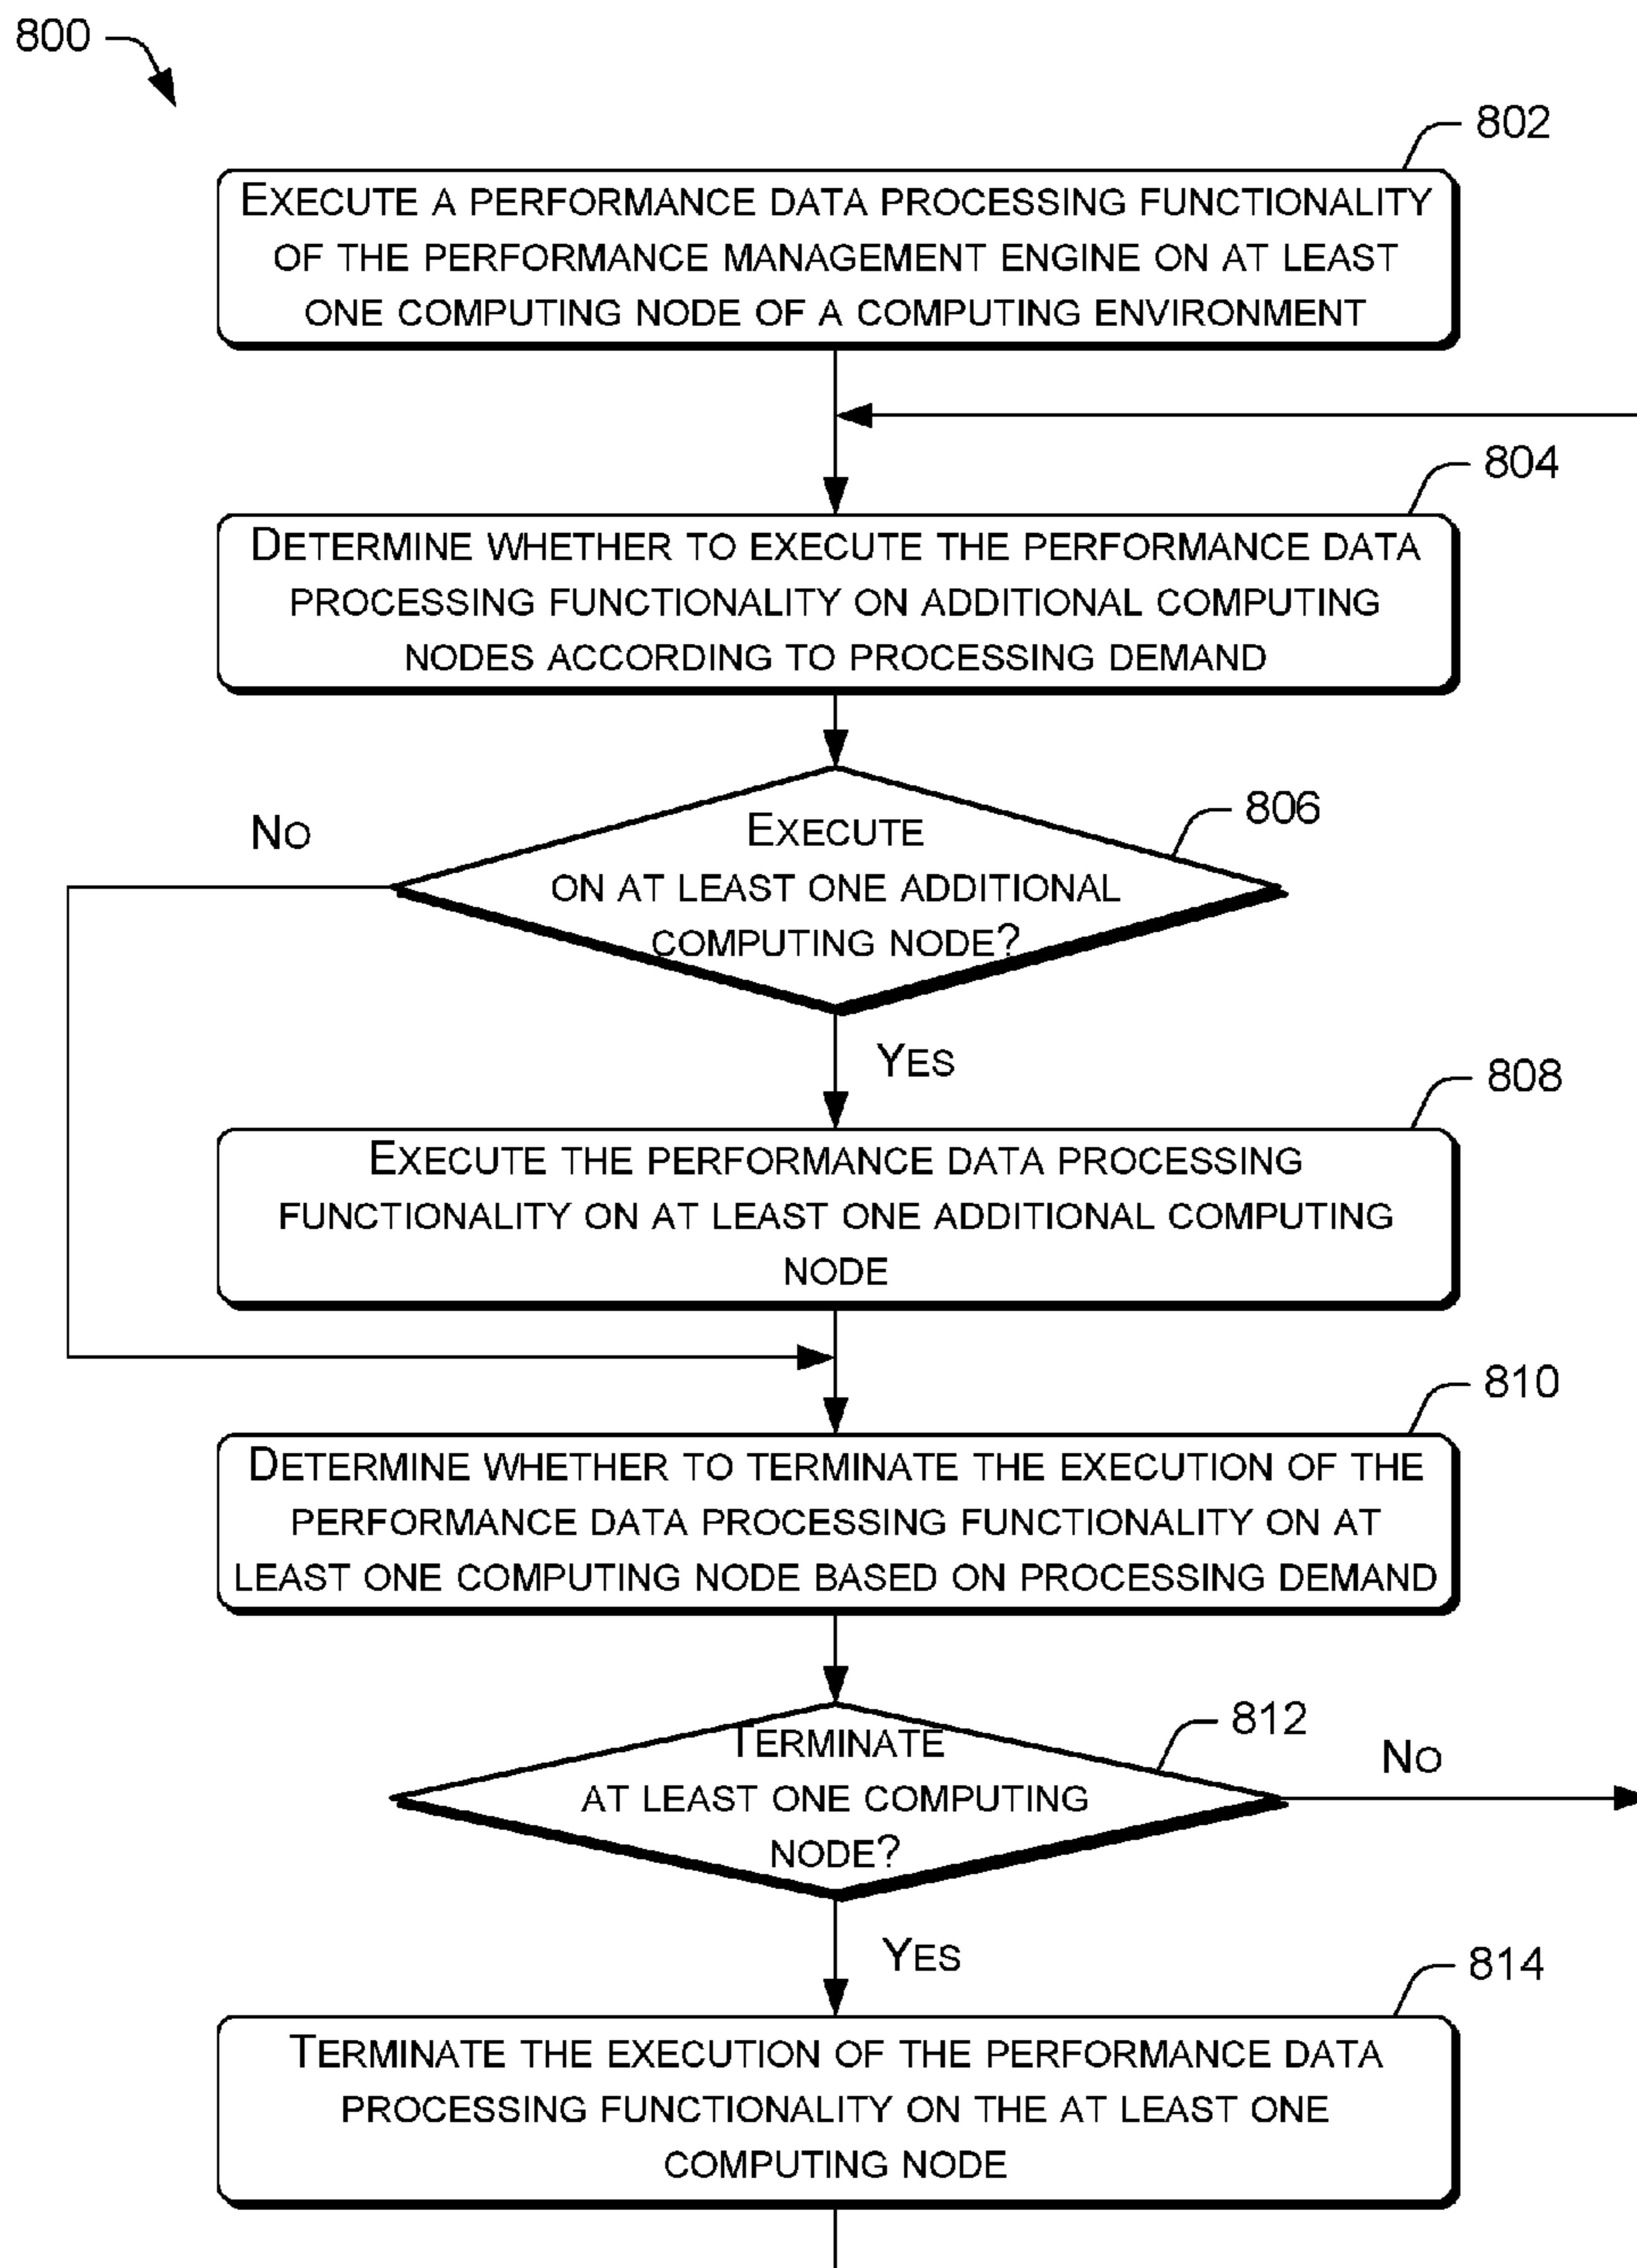 800
802
EXECUTE A PERFORMANCE DATA PROCESSING FUNCTIONALITY
OF THE PERFORMANCE MANAGEMENT ENGINE ON AT LEAST
ONE COMPUTING NODE OF A COMPUTING ENVIRONMENT
804
DETERMINE WHETHER TO EXECUTE THE PERFORMANCE DATA
PROCESSING FUNCTIONALITY ON ADDITIONAL COMPUTING
NODES ACCORDING TO PROCESSING DEMAND
806
NO
EXECUTE
ON AT LEAST ONE ADDITIONAL
COMPUTING NODE?
YES
808
EXECUTE THE PERFORMANCE DATA PROCESSING
FUNCTIONALITY ON AT LEAST ONE ADDITIONAL COMPUTING
NODE
810
DETERMINE WHETHER TO TERMINATE THE EXECUTION OF THE
PERFORMANCE DATA PROCESSING FUNCTIONALITY ON AT
LEAST ONE COMPUTING NODE BASED ON PROCESSING DEMAND
812
TERMINATE
AT LEAST ONE COMPUTING
NODE?
NO
YES
814
TERMINATE THE EXECUTION OF THE PERFORMANCE DATA
PROCESSING FUNCTIONALITY ON THE AT LEAST ONE
COMPUTING NODE